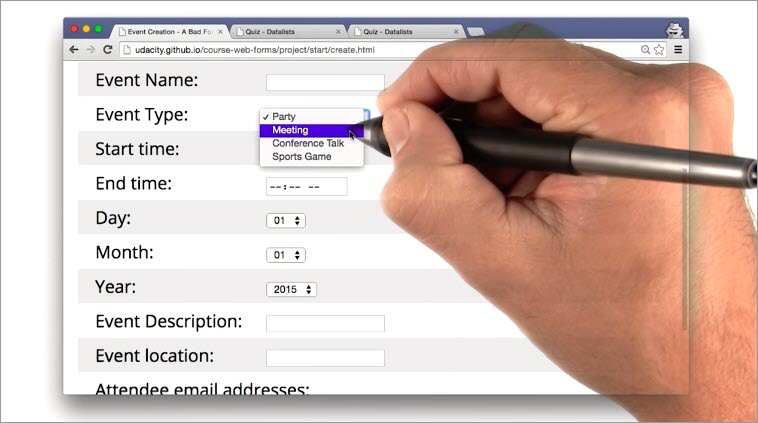 Event Creation - A Bad For
Quiz - Datalists
Quiz - Datalists
udacity.github.io/course-web-forms/project/start/create.html
Event Name:
Event Type:
✓ Party
Meeting
Conference Talk
Sports Game
Start time:
End time:
--:-- --
Day:
01
Month:
01
Year:
2015
Event Description:
Event location:
Attendee email addresses: